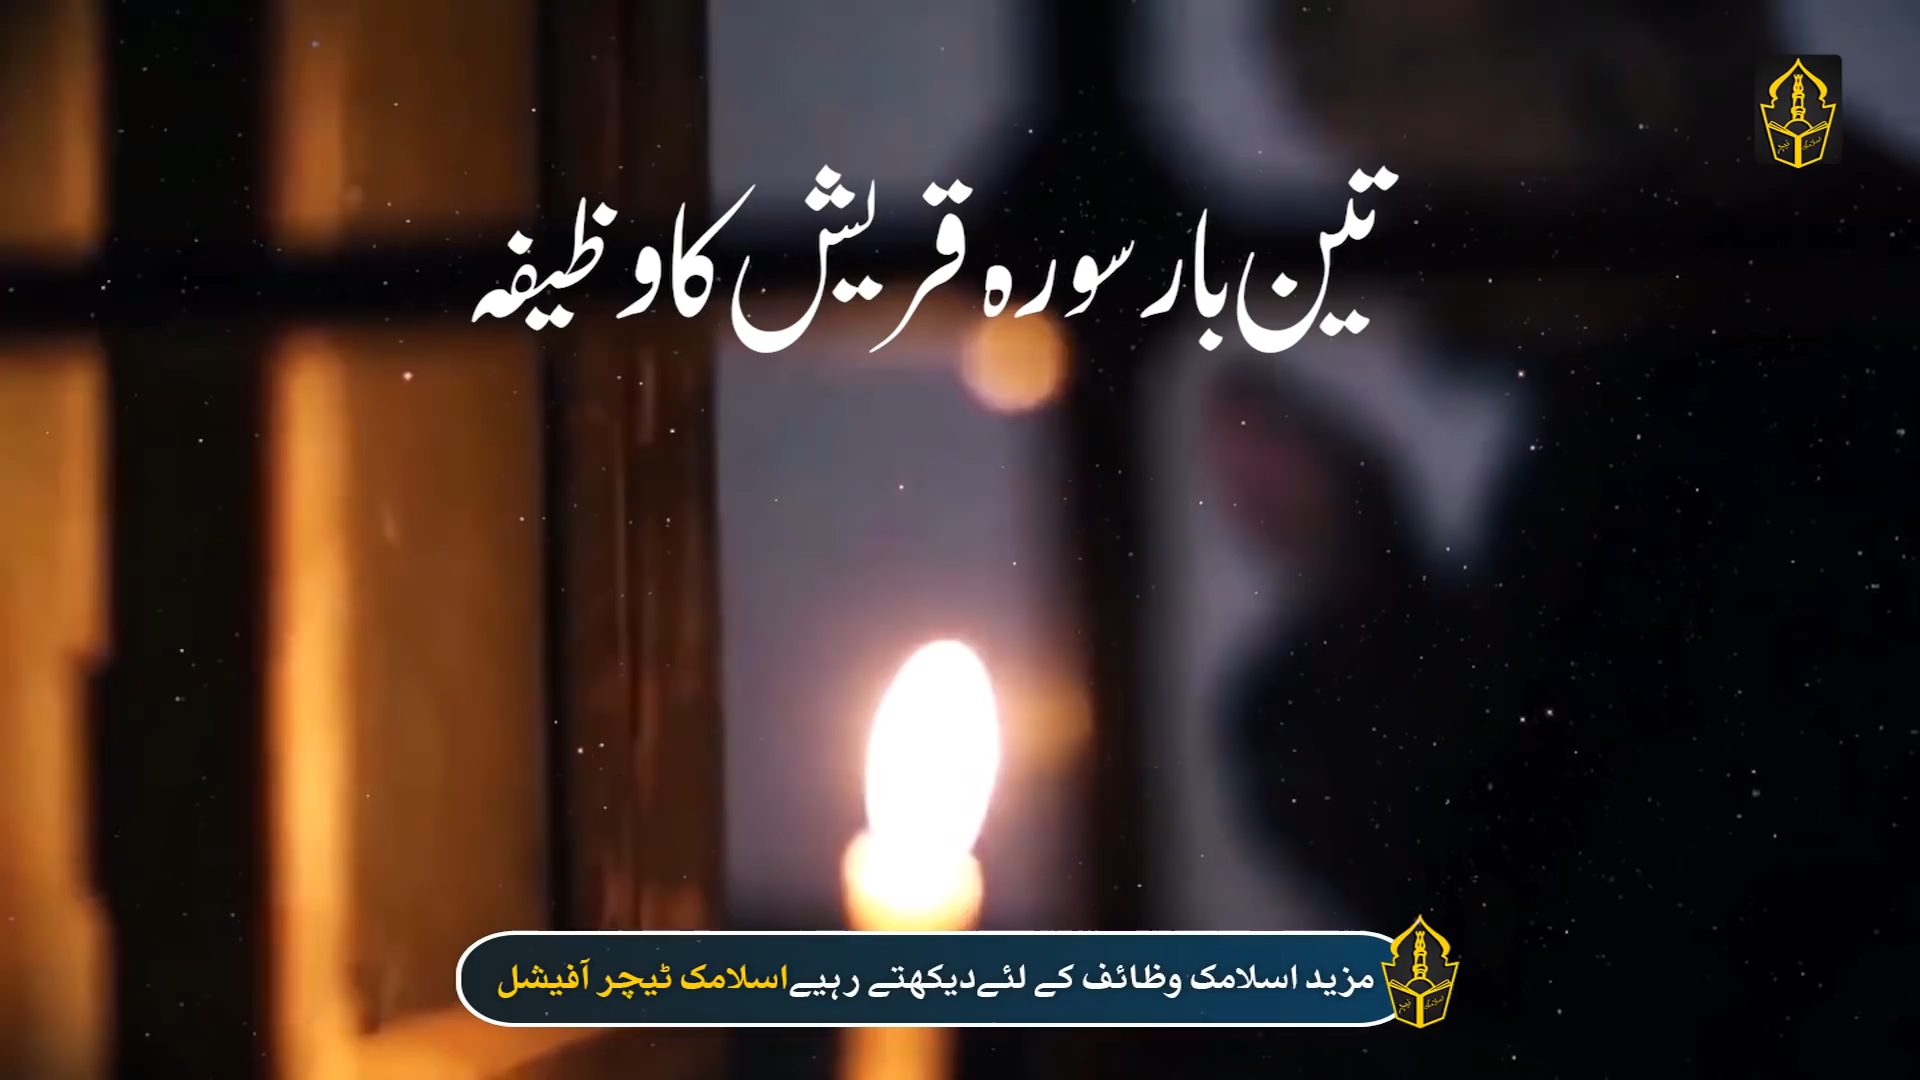 تین بار سورہ قریش کا وظیفہ
مزید اسلامک وظائف کے لئے دیکھتے رہیے اسلامک ٹیچر آفیشل